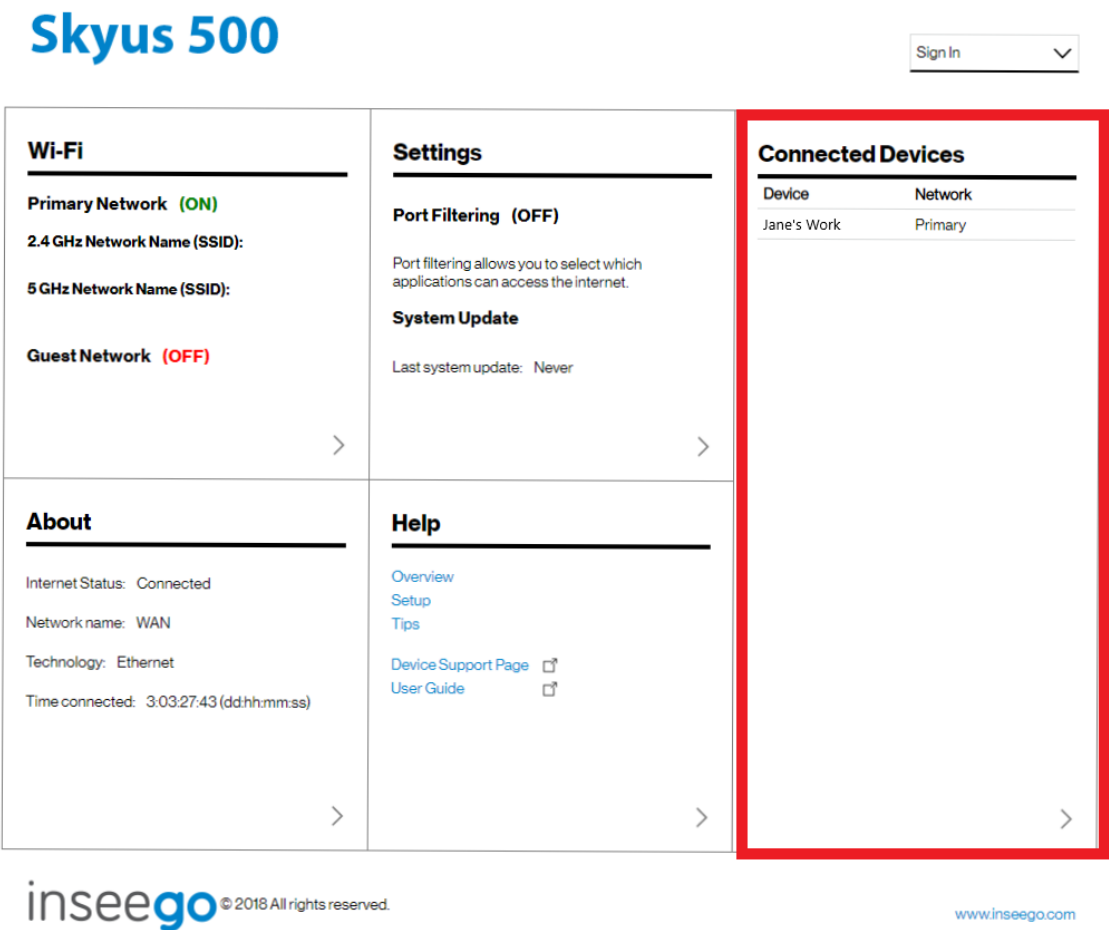 Skyus 500
Sign In
Wi-Fi
Primary Network (ON)
2.4 GHz Network Name (SSID):
5 GHz Network Name (SSID):
Guest Network (OFF)
Settings
Port Filtering (OFF)
Port filtering allows you to select which
applications can access the internet.
System Update
Last system update: Never
Connected Devices
Device Network
Jane's Work Primary
About
Internet Status: Connected
Network name: WAN
Technology: Ethernet
Time connected: 3:03:27:43 (dd:hh:mm:ss)
Help
Overview
Setup
Tips
Device Support Page
User Guide
inseego © 2018 All rights reserved.
www.inseego.com